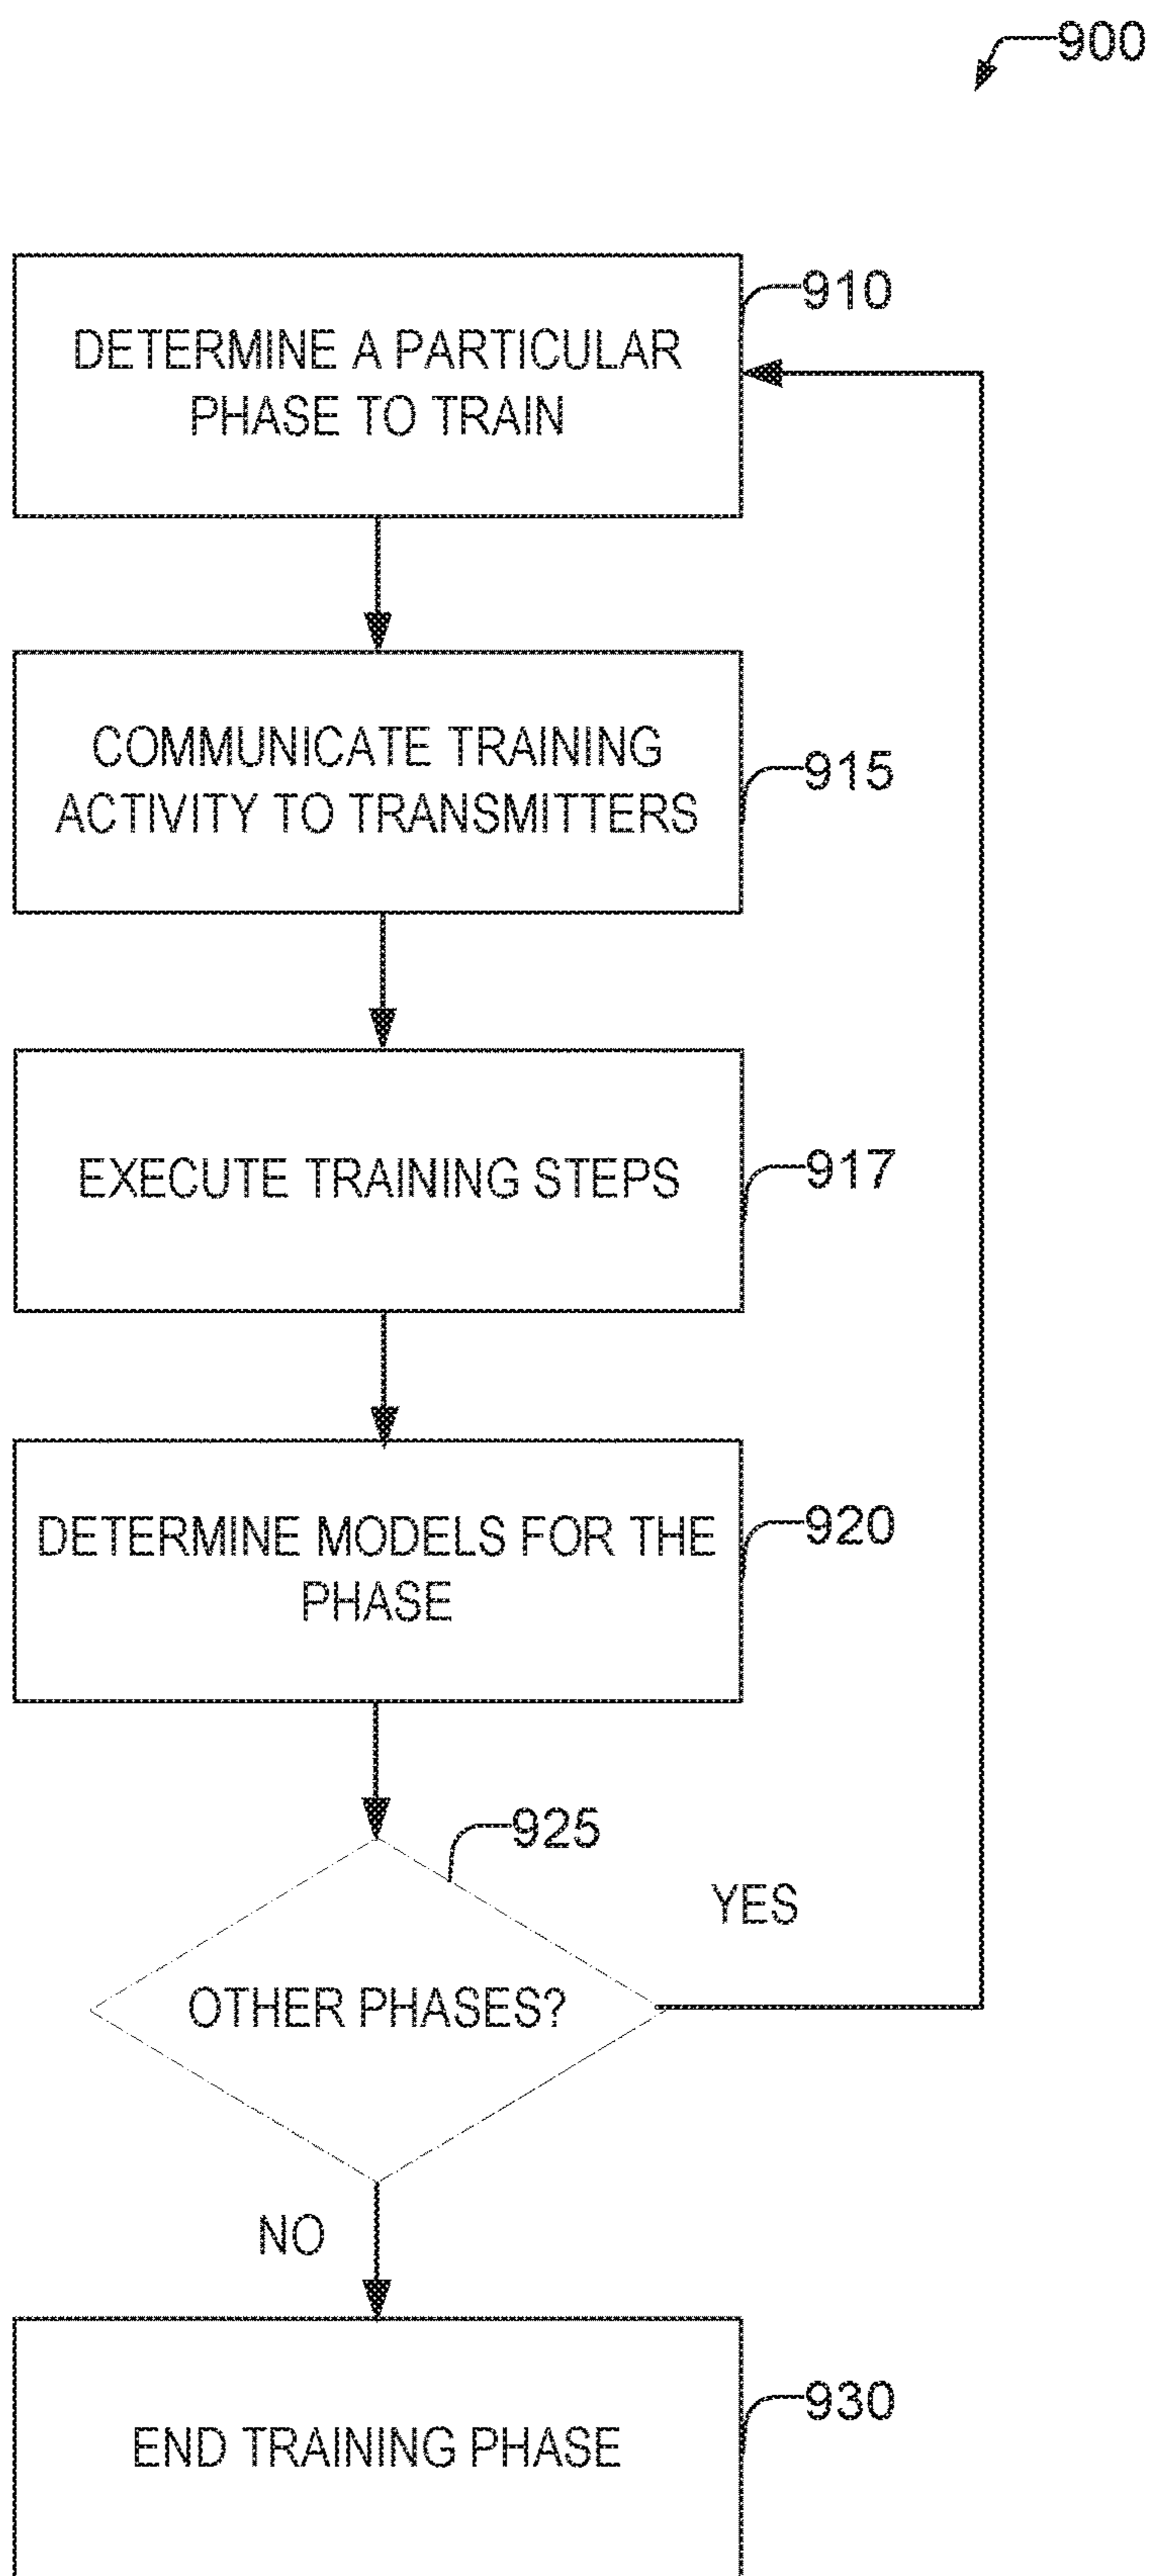 900
910
DETERMINE A PARTICULAR
PHASE TO TRAIN
COMMUNICATE TRAINING
ACTIVITY TO TRANSMITTERS
915
EXECUTE TRAINING STEPS
917
DETERMINE MODELS FOR THE
PHASE
920
925
YES
OTHER PHASES?
NO
END TRAINING PHASE
930